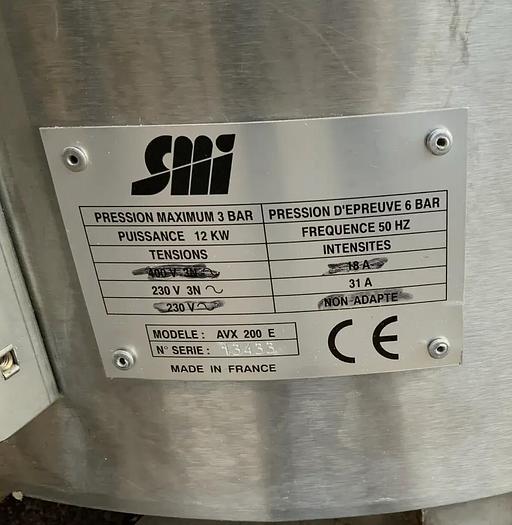 SMI
PRESSION MAXIMUM 3 BAR PRESSION D'EPREUVE 6 BAR
PUISSANCE 12 KW FREQUENCE 50 HZ
TENSIONS INTENSITES
400 V 3N ~ 18 A
230 V 3N ~ 31 A
230 V ~ NON ADAPTE
MODELE : AVX 200 E
N° SERIE : 13433
MADE IN FRANCE
CE